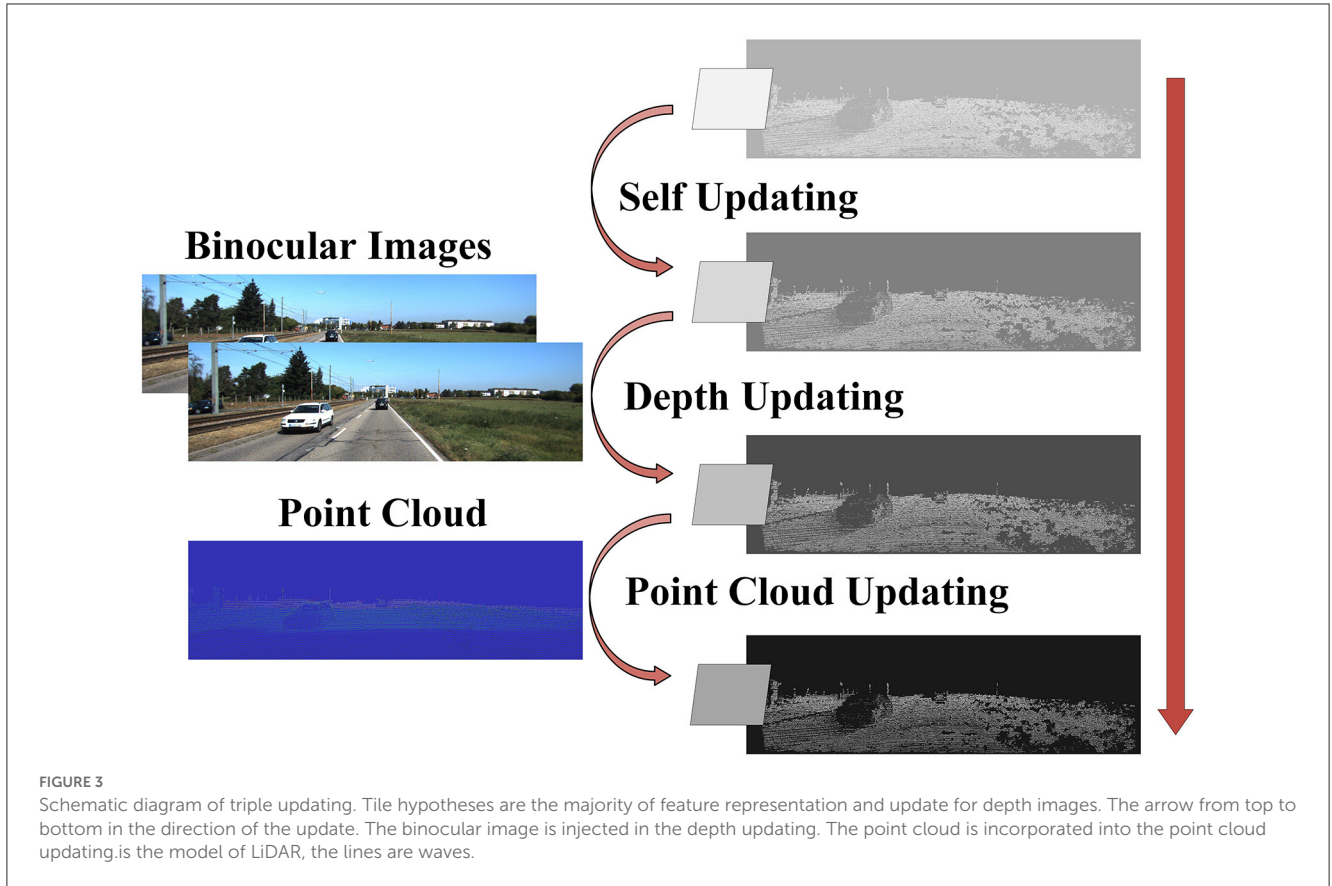 Self Updating
Binocular Images
Depth Updating
Point Cloud
Point Cloud Updating
FIGURE 3
Schematic diagram of triple updating. Tile hypotheses are the majority of feature representation and update for depth images. The arrow from top to
bottom in the direction of the update. The binocular image is injected in the depth updating. The point cloud is incorporated into the point cloud
updating.is the model of LiDAR, the lines are waves.